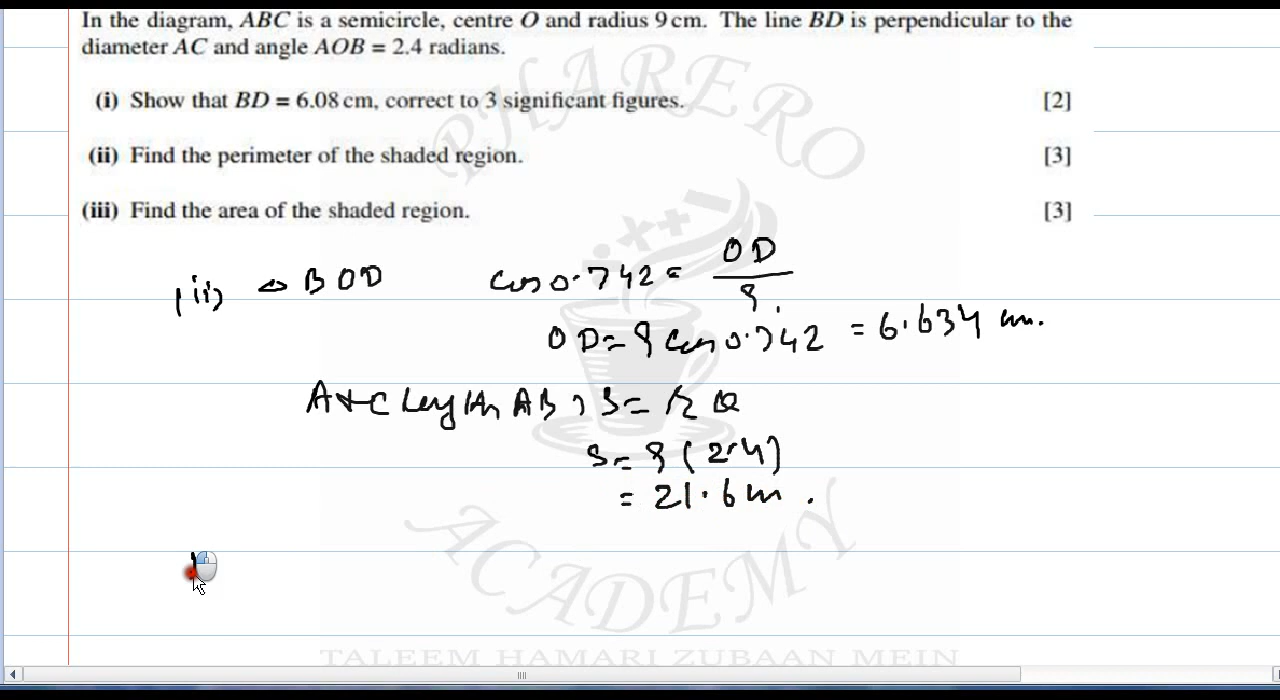 In the diagram, ABC is a semicircle, centre O and radius 9 cm. The line BD is perpendicular to the
diameter AC and angle AOB = 2.4 radians.
(i) Show that BD = 6.08 cm, correct to 3 significant figures. [2]
(ii) Find the perimeter of the shaded region. [3]
(iii) Find the area of the shaded region. [3]
(ii) △ BOD cos 0.742 = OD/9
OD = 9 cos 0.742 = 6.634 cm.
Arc length AB, S = r θ
S = 9 (2.4)
= 21.6 cm.
PHARERO
ACADEMY
TALEEM HAMARI ZUBAAN MEIN